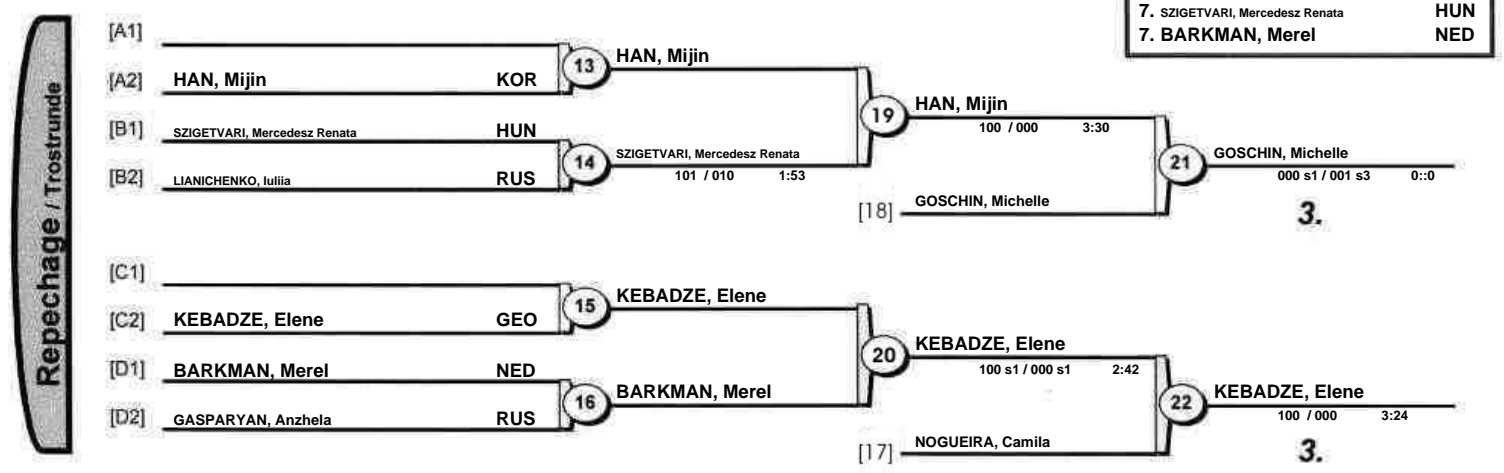 7. SZIGETVARI, Mercedesz Renata HUN
7. BARKMAN, Merel NED
Repechage / Trostrunde
[A1]
[A2] HAN, Mijin KOR
13 HAN, Mijin
[B1] SZIGETVARI, Mercedesz Renata HUN
[B2] LIANICHENKO, Iuliia RUS
14 SZIGETVARI, Mercedesz Renata
101 / 010 1:53
19 HAN, Mijin
100 / 000 3:30
[18] GOSCHIN, Michelle
21 GOSCHIN, Michelle
000 s1 / 001 s3 0::0
3.
[C1]
[C2] KEBADZE, Elene GEO
15 KEBADZE, Elene
[D1] BARKMAN, Merel NED
[D2] GASPARYAN, Anzhela RUS
16 BARKMAN, Merel
20 KEBADZE, Elene
100 s1 / 000 s1 2:42
[17] NOGUEIRA, Camila
22 KEBADZE, Elene
100 / 000 3:24
3.